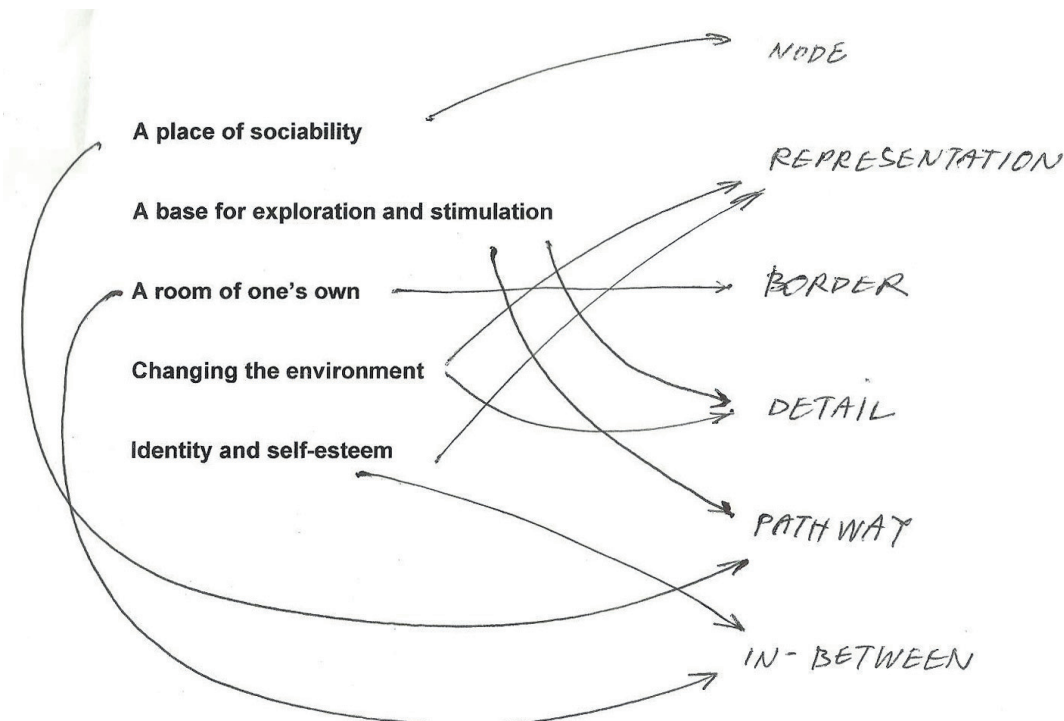 NODE
A place of sociability
REPRESENTATION
A base for exploration and stimulation
A room of one's own
BORDER
Changing the environment
DETAIL
Identity and self-esteem
PATHWAY
IN-BETWEEN